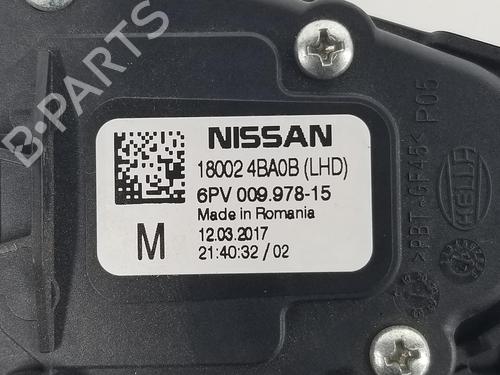 B-PARTS
NISSAN
18002 4BA0B (LHD)
6PV 009.978-15
Made in Romania
M
12.03.2017
21:40:32 / 02
>PBT-GF45< P05
HELLA